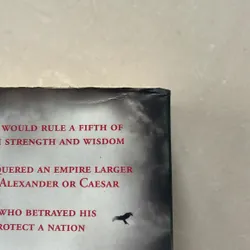 WOULD RULE A FIFTH OF
STRENGTH AND WISDOM
QUERED AN EMPIRE LARGER
ALEXANDER OR CAESAR
WHO BETRAYED HIS
ROTECT A NATION